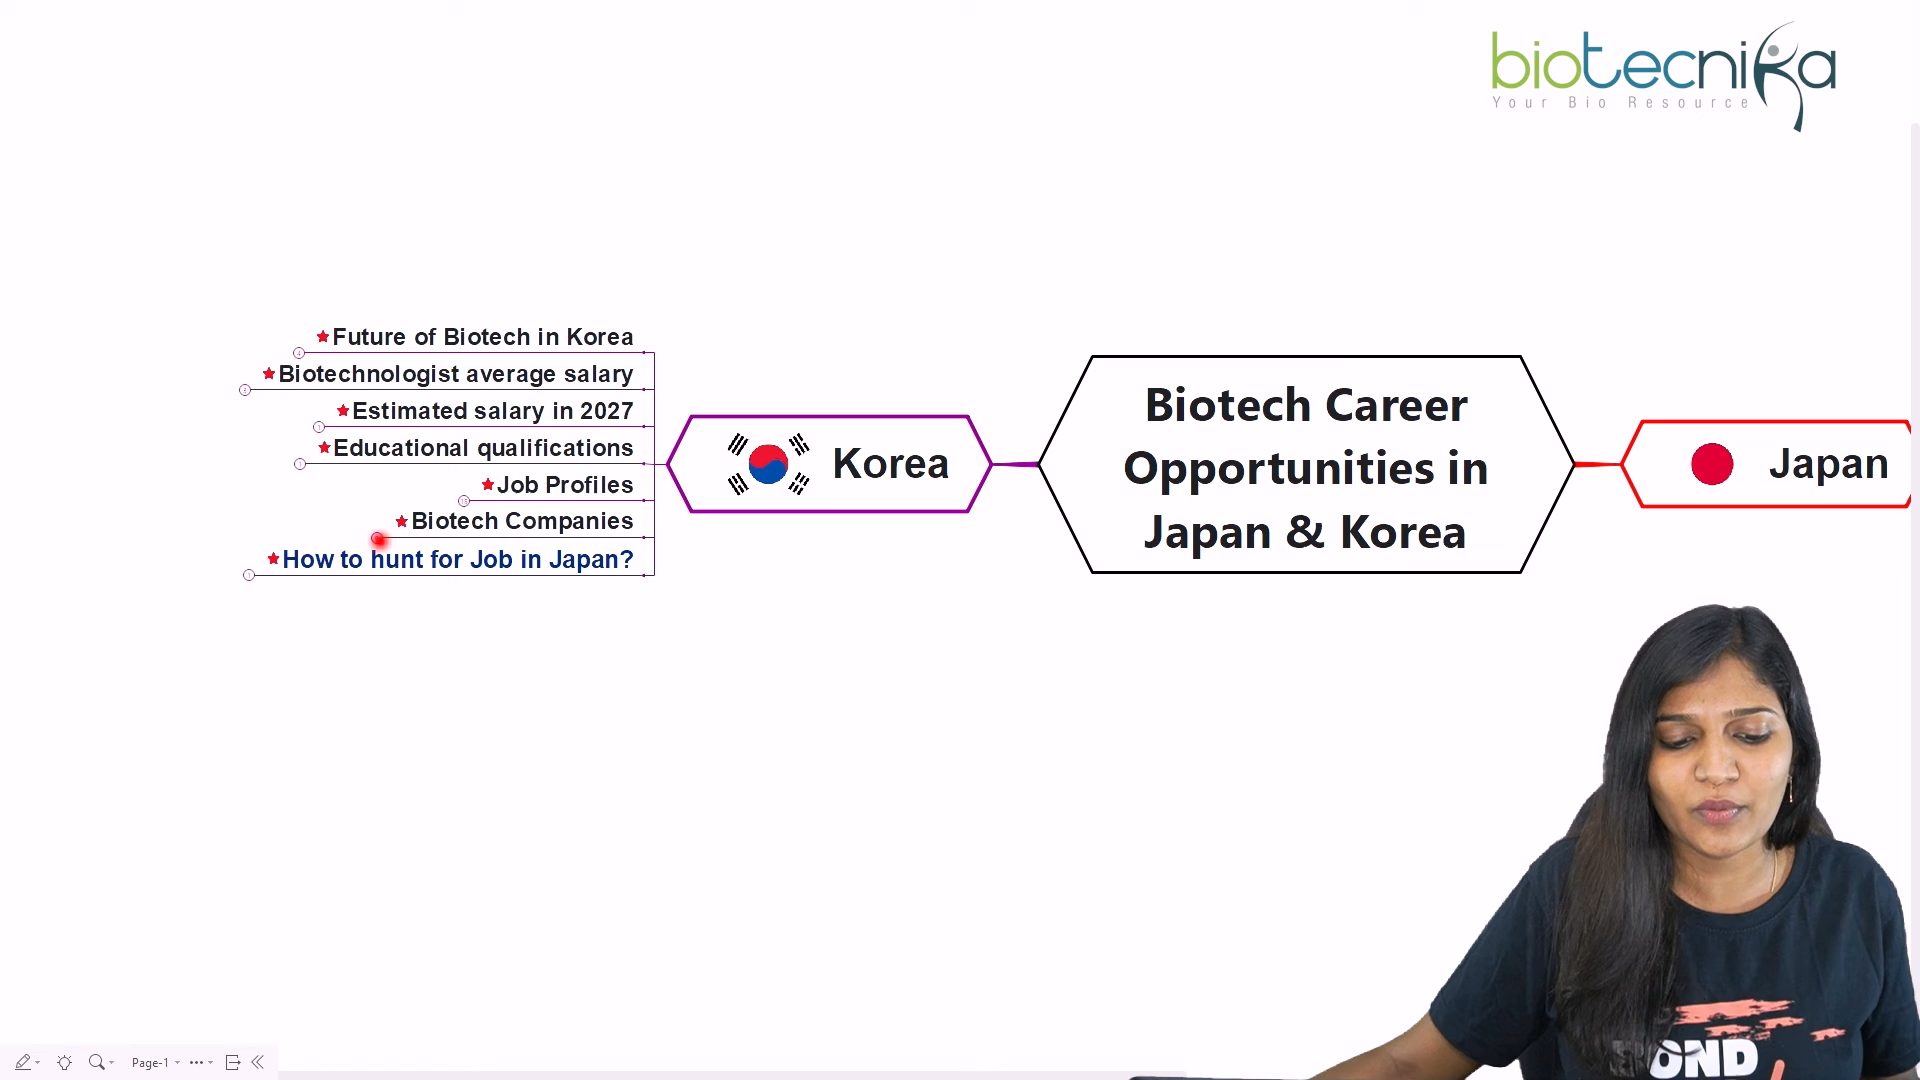 biotecnika
Your Bio Resource
Future of Biotech in Korea
Biotechnologist average salary
Estimated salary in 2027
Educational qualifications
Job Profiles
Biotech Companies
How to hunt for Job in Japan?
Korea
Biotech Career
Opportunities in
Japan & Korea
Japan
BOND
Page-1